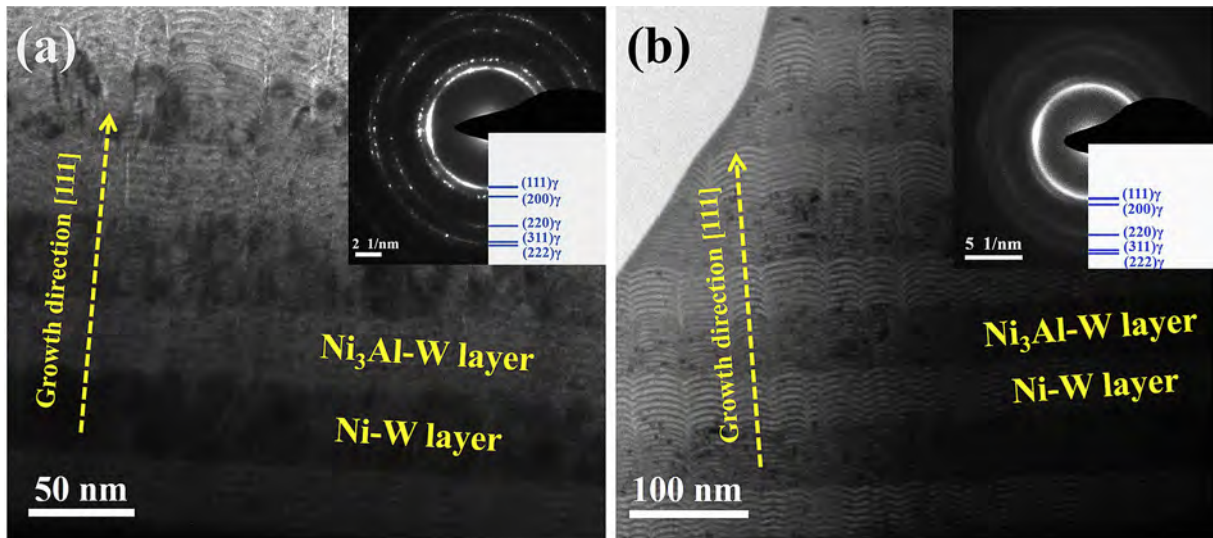 (a)
(111)γ
(200)γ
(220)γ
(311)γ
(222)γ
2 1/nm
Growth direction [111]
Ni₃Al-W layer
Ni-W layer
50 nm
(b)
(111)γ
(200)γ
(220)γ
(311)γ
(222)γ
5 1/nm
Growth direction [111]
Ni₃Al-W layer
Ni-W layer
100 nm